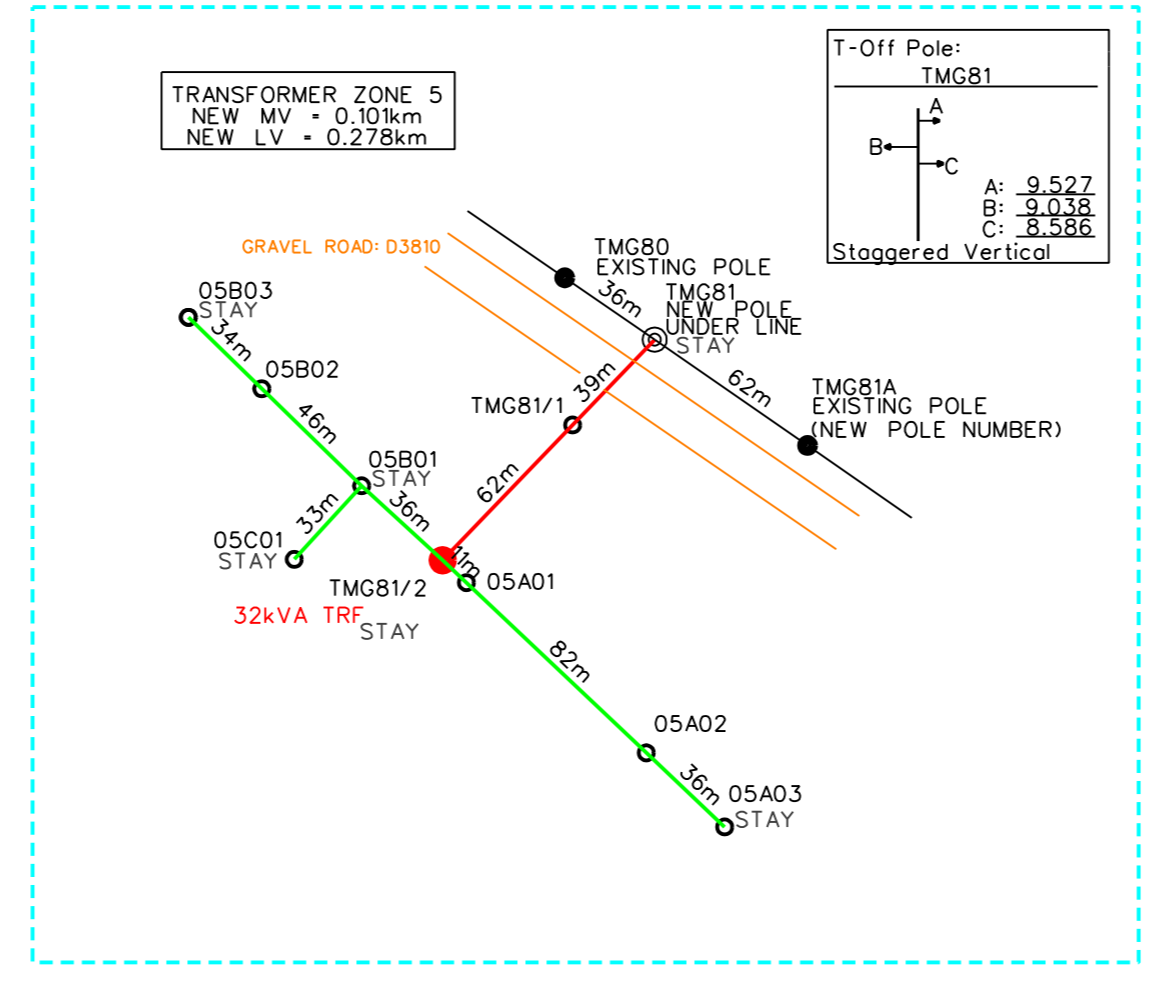 T-Off Pole:
TMG81
A
B
C
A: 9.527
B: 9.038
C: 8.586
Staggered Vertical
TRANSFORMER ZONE 5
NEW MV = 0.101km
NEW LV = 0.278km
GRAVEL ROAD: D3810
TMG80
EXISTING POLE
36m
TMG81
NEW POLE
UNDER LINE
STAY
05B03
STAY
34m
05B02
46m
39m
62m
TMG81A
EXISTING POLE
(NEW POLE NUMBER)
TMG81/1
62m
05B01
STAY
36m
33m
05C01
STAY
11m
05A01
TMG81/2
32kVA TRF
STAY
82m
05A02
36m
05A03
STAY